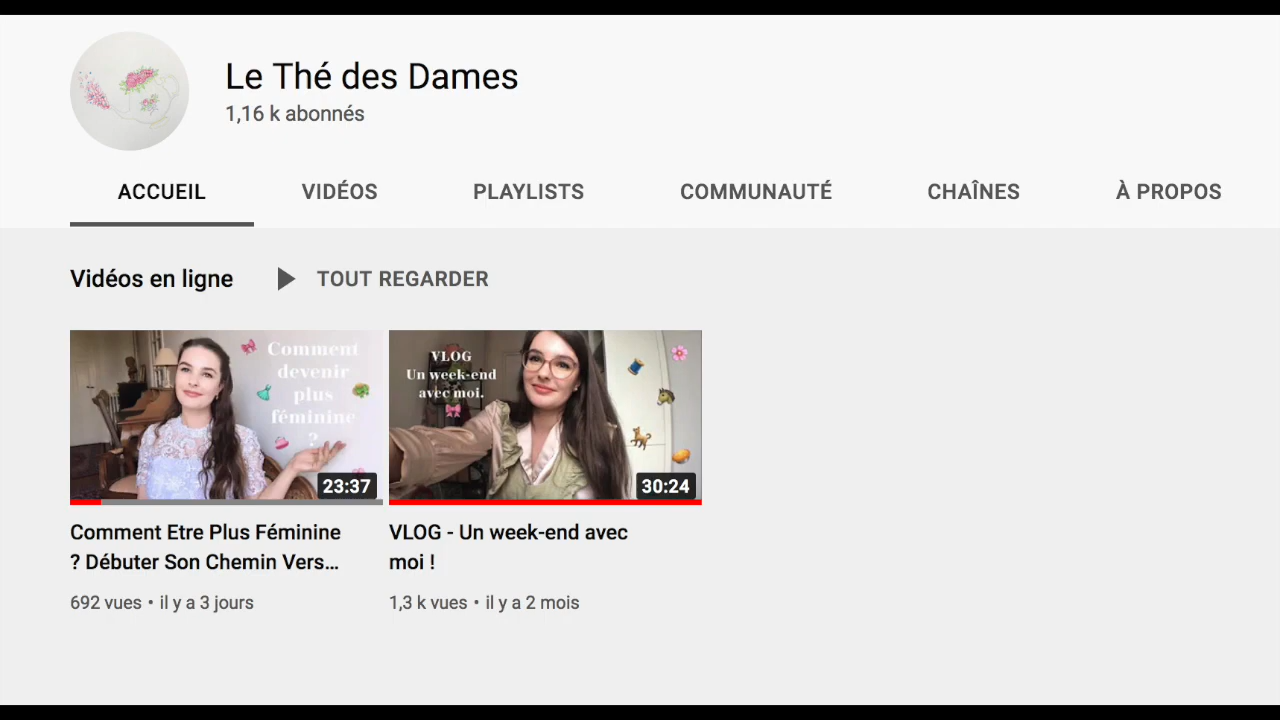 Le Thé des Dames
1,16 k abonnés
ACCUEIL VIDÉOS PLAYLISTS COMMUNAUTÉ CHAÎNES À PROPOS
Vidéos en ligne TOUT REGARDER
Comment
devenir
plus
féminine
?
23:37
VLOG
Un week-end
avec moi.
30:24
Comment Etre Plus Féminine
? Débuter Son Chemin Vers...
692 vues • il y a 3 jours
VLOG - Un week-end avec
moi !
1,3 k vues • il y a 2 mois